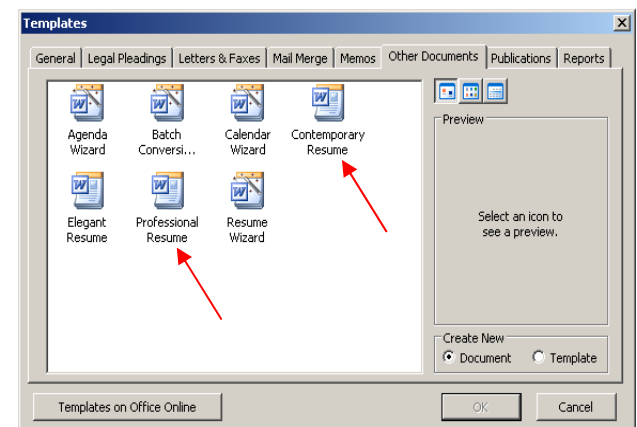 Templates
General Legal Pleadings Letters & Faxes Mail Merge Memos Other Documents Publications Reports
Agenda Wizard
Batch Conversi...
Calendar Wizard
Contemporary Resume
Elegant Resume
Professional Resume
Resume Wizard
Preview
Select an icon to
see a preview.
Create New
Document Template
Templates on Office Online
OK Cancel